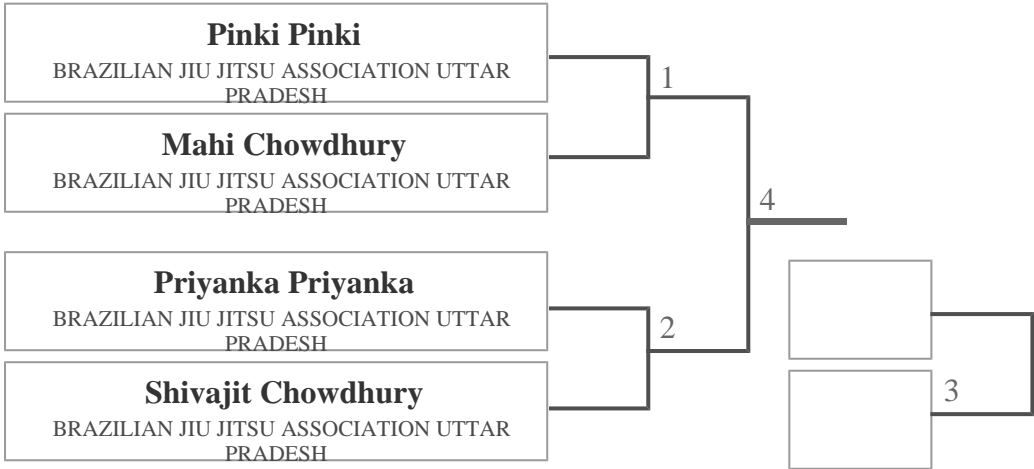 Pinki Pinki
BRAZILIAN JIU JITSU ASSOCIATION UTTAR
PRADESH
1
Mahi Chowdhury
BRAZILIAN JIU JITSU ASSOCIATION UTTAR
PRADESH
4
Priyanka Priyanka
BRAZILIAN JIU JITSU ASSOCIATION UTTAR
PRADESH
2
Shivajit Chowdhury
BRAZILIAN JIU JITSU ASSOCIATION UTTAR
PRADESH
3